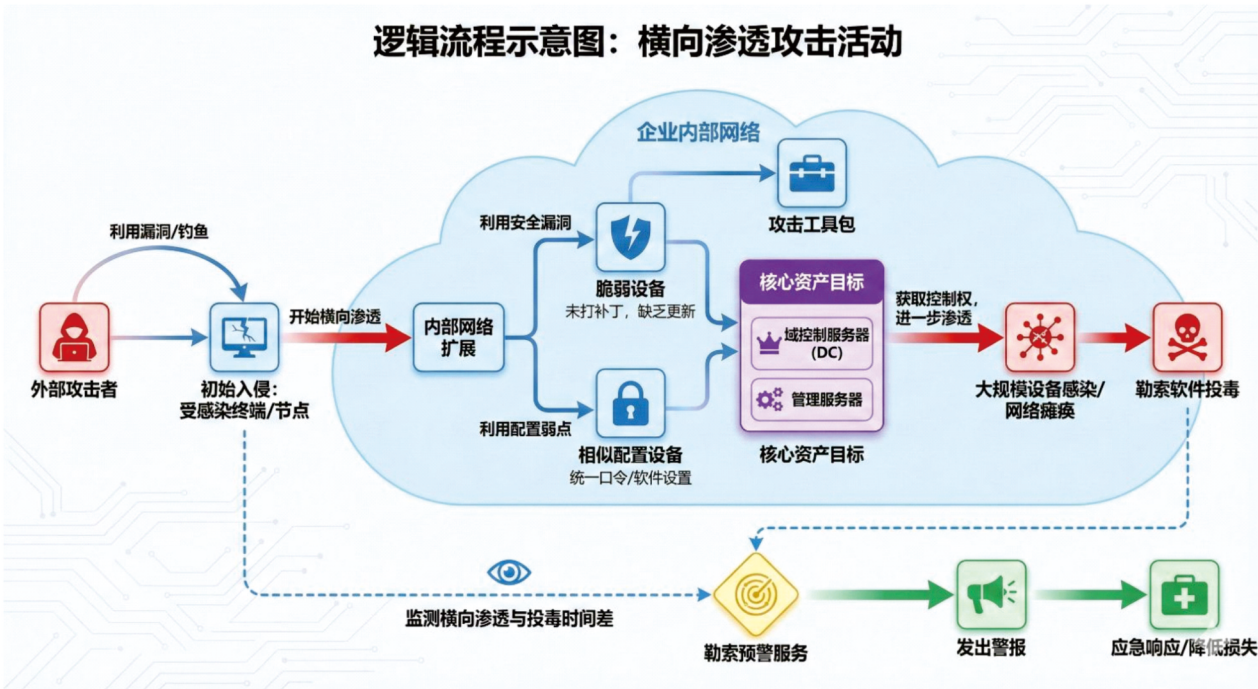 逻辑流程示意图：横向渗透攻击活动
企业内部网络
利用漏洞/钓鱼
外部攻击者
初始入侵：
受感染终端/节点
开始横向渗透
内部网络
扩展
利用安全漏洞
脆弱设备
未打补丁，缺乏更新
攻击工具包
利用配置弱点
相似配置设备
统一口令/软件设置
核心资产目标
域控制服务器
(DC)
管理服务器
核心资产目标
获取控制权，
进一步渗透
大规模设备感染/
网络瘫痪
勒索软件投毒
监测横向渗透与投毒时间差
勒索预警服务
发出警报
应急响应/降低损失